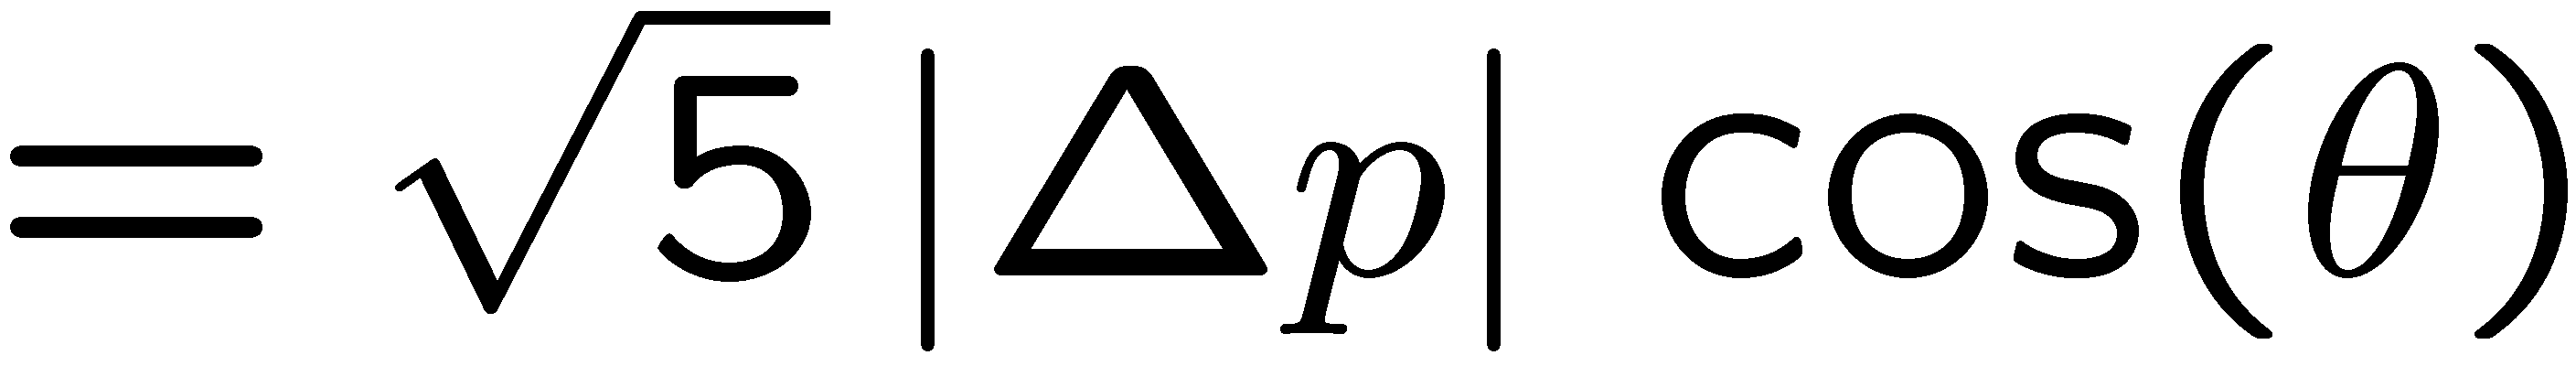 = √5 |Δp| cos(θ)